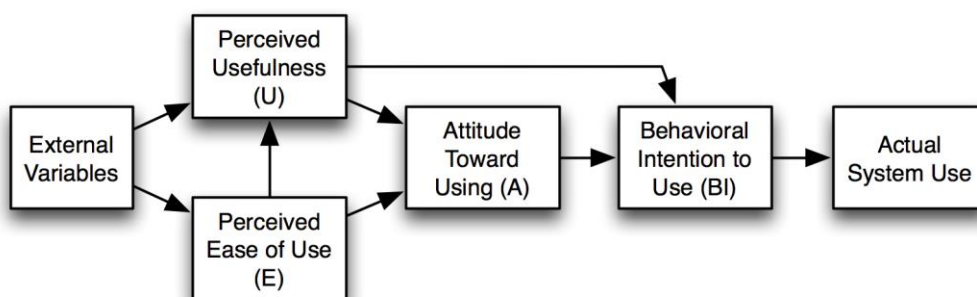 Perceived
Usefulness
(U)
External
Variables
Perceived
Ease of Use
(E)
Attitude
Toward
Using (A)
Behavioral
Intention to
Use (BI)
Actual
System Use